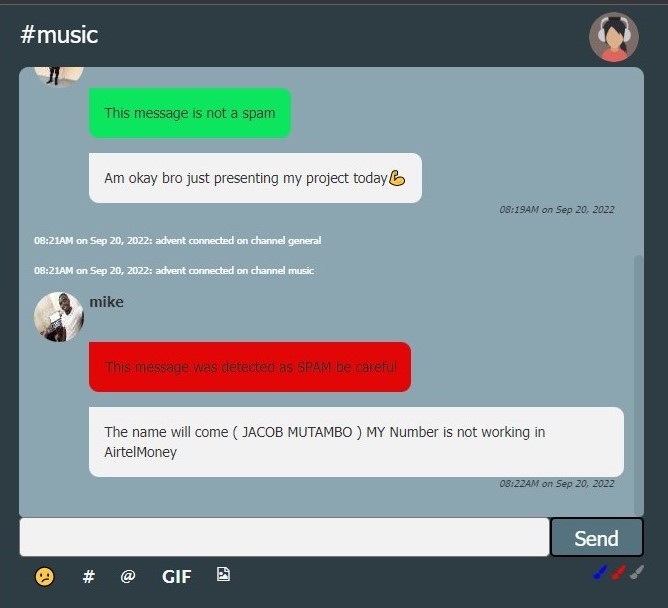 #music
This message is not a spam
Am okay bro just presenting my project today💪
08:19AM on Sep 20, 2022
08:21AM on Sep 20, 2022: advent connected on channel general
08:21AM on Sep 20, 2022: advent connected on channel music
mike
This message was detected as SPAM be careful
The name will come ( JACOB MUTAMBO ) MY Number is not working in
AirtelMoney
08:22AM on Sep 20, 2022
Send
# @ GIF